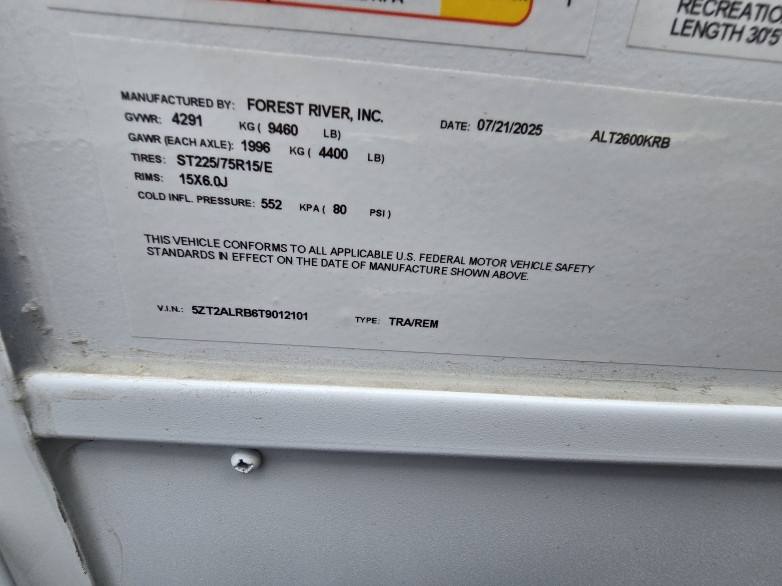 RECREATIO
LENGTH 30'5
MANUFACTURED BY: FOREST RIVER, INC.
DATE: 07/21/2025 ALT2600KRB
GVWR: 4291 KG ( 9460 LB)
GAWR (EACH AXLE): 1996 KG ( 4400 LB)
TIRES: ST225/75R15/E
RIMS: 15X6.0J
COLD INFL. PRESSURE: 552 KPA ( 80 PSI )
THIS VEHICLE CONFORMS TO ALL APPLICABLE U.S. FEDERAL MOTOR VEHICLE SAFETY
STANDARDS IN EFFECT ON THE DATE OF MANUFACTURE SHOWN ABOVE.
V.I.N.: 5ZT2ALRB6T9012101 TYPE: TRA/REM